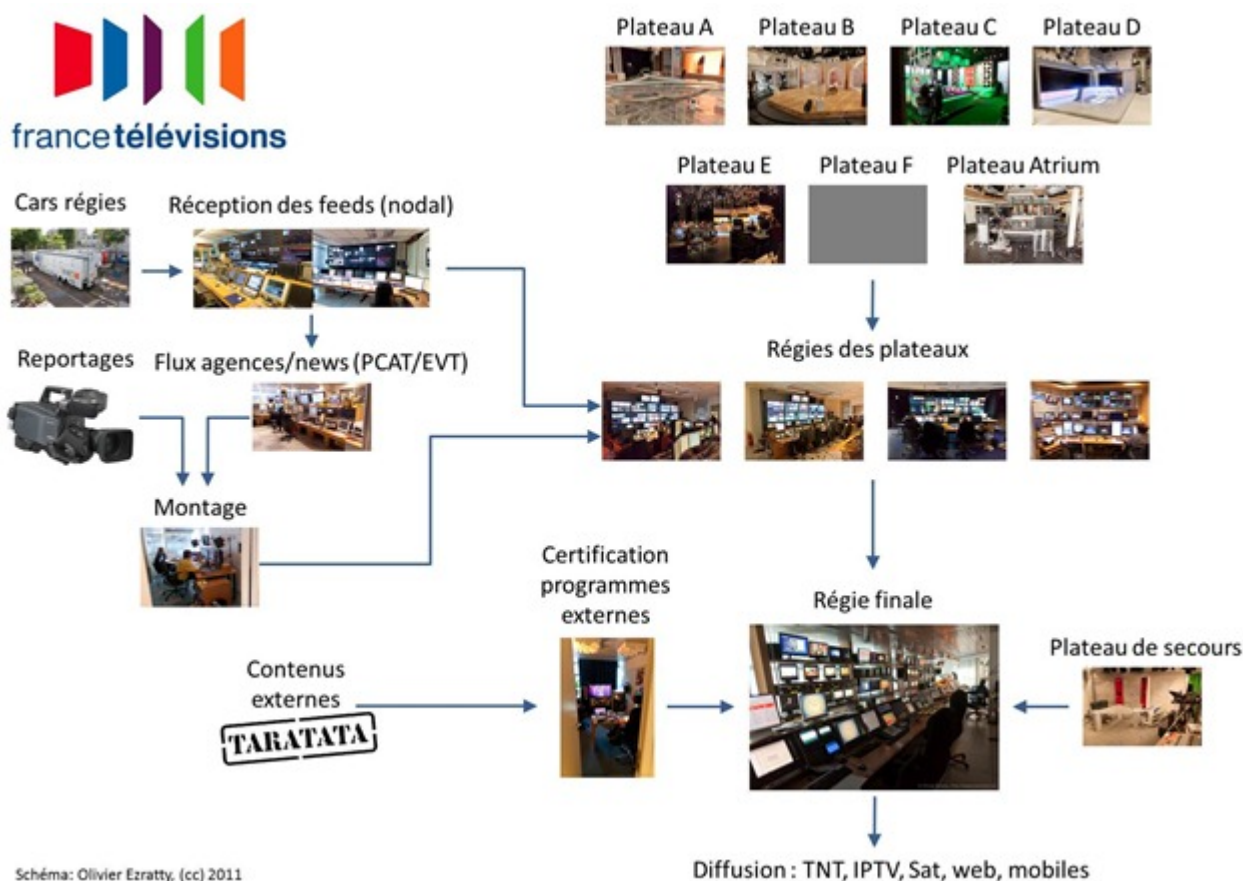 francetélévisions
Plateau A
Plateau B
Plateau C
Plateau D
Plateau E
Plateau F
Plateau Atrium
Cars régies
Réception des feeds (nodal)
Reportages
Flux agences/news (PCAT/EVT)
Régies des plateaux
Montage
Certification
programmes
externes
Régie finale
Plateau de secours
Contenus
externes
TARATATA
Diffusion : TNT, IPTV, Sat, web, mobiles
Schéma: Olivier Ezratty, (cc) 2011